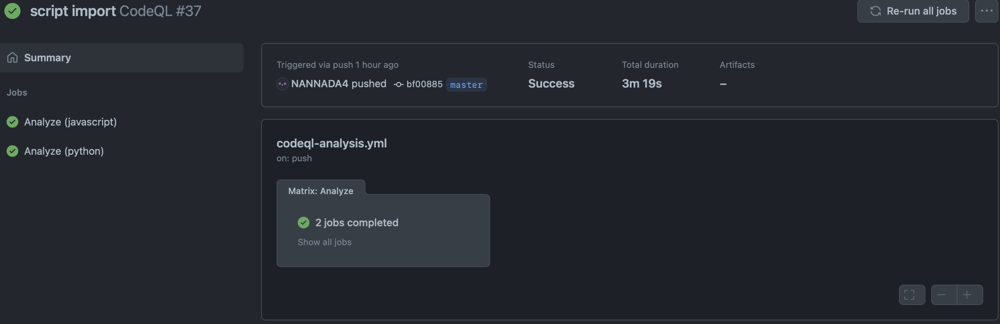 script import CodeQL #37
Re-run all jobs
Summary
Jobs
Analyze (javascript)
Analyze (python)
Triggered via push 1 hour ago
NANNADA4 pushed bf00885 master
Status
Success
Total duration
3m 19s
Artifacts
–
codeql-analysis.yml
on: push
Matrix: Analyze
2 jobs completed
Show all jobs